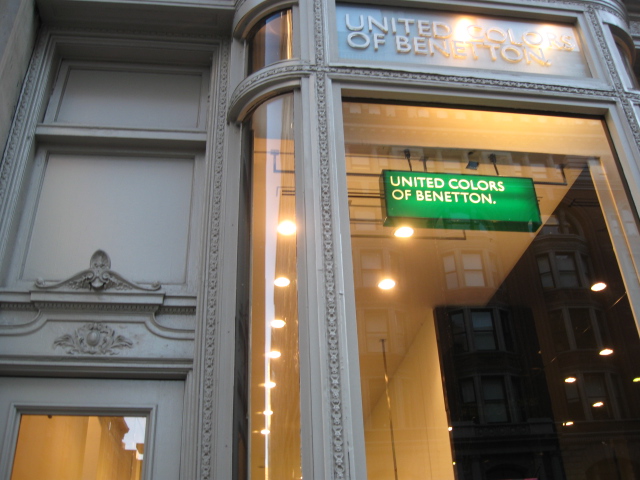 UNITED COLORS
OF BENETTON.
UNITED COLORS
OF BENETTON.